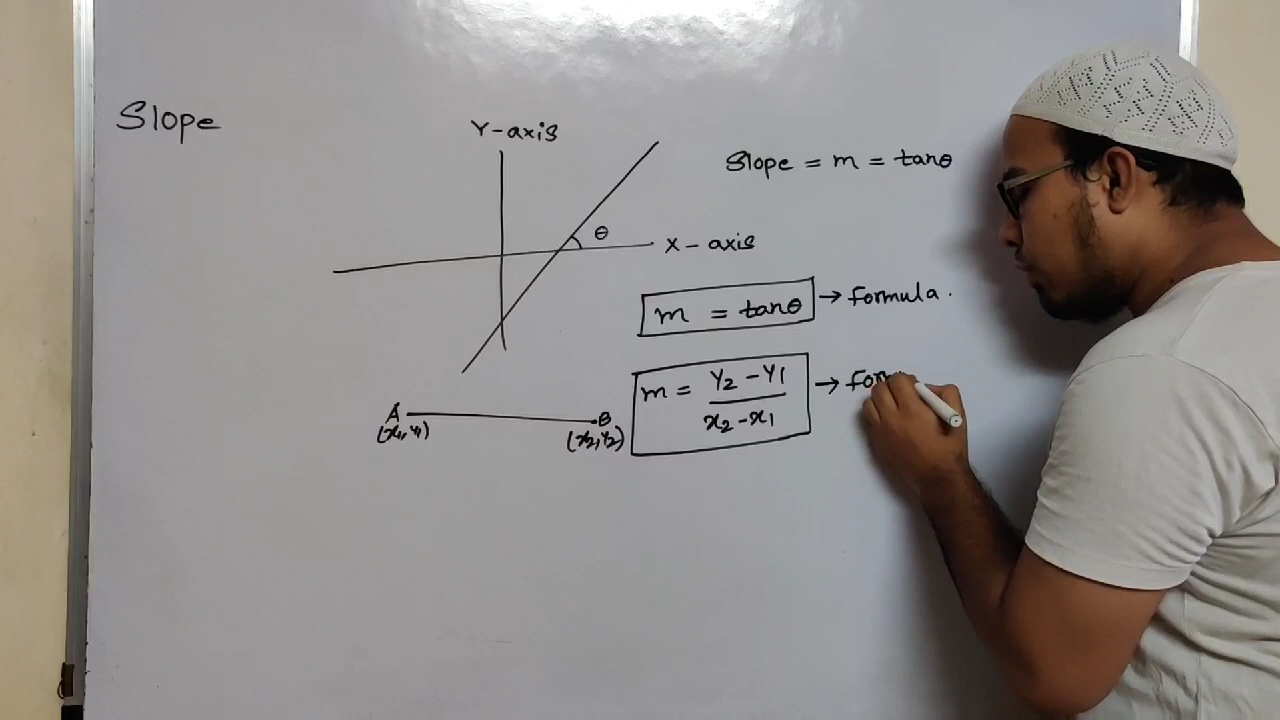 Slope
Y-axis
Slope = m = tanθ
θ
X-axis
m = tanθ → formula.
m = Y2-Y1 / x2-x1 →
A B
(x1, Y1) (x2, Y2)